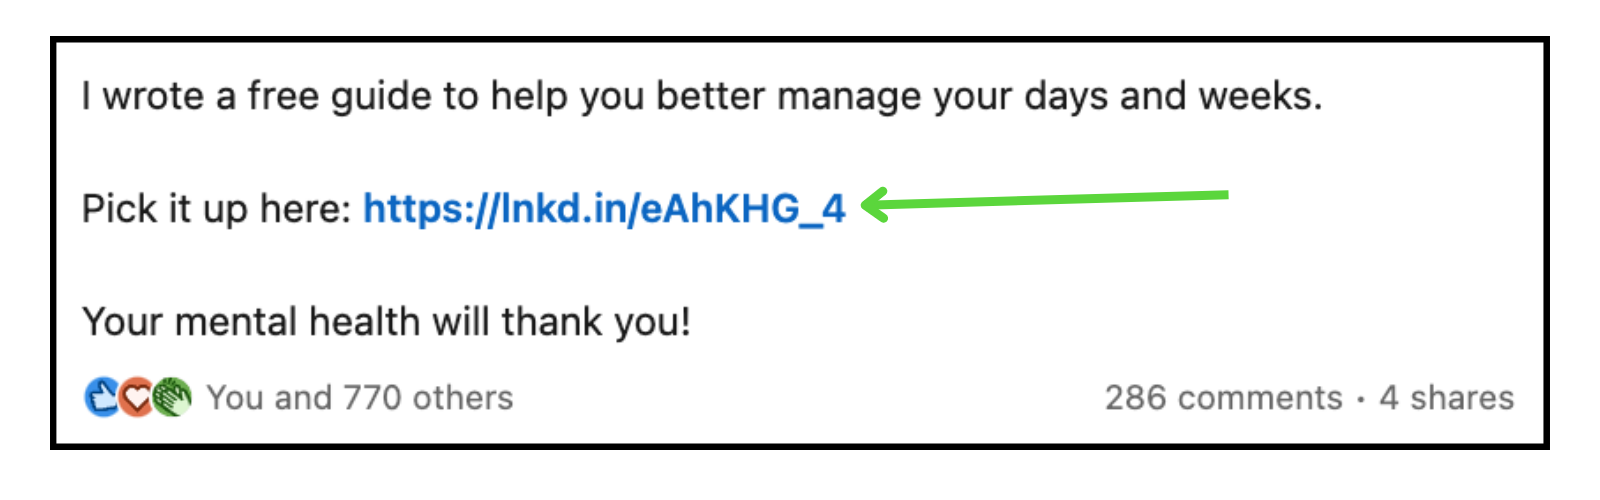 I wrote a free guide to help you better manage your days and weeks.
Pick it up here: https://lnkd.in/eAhKHG_4
Your mental health will thank you!
You and 770 others
286 comments • 4 shares